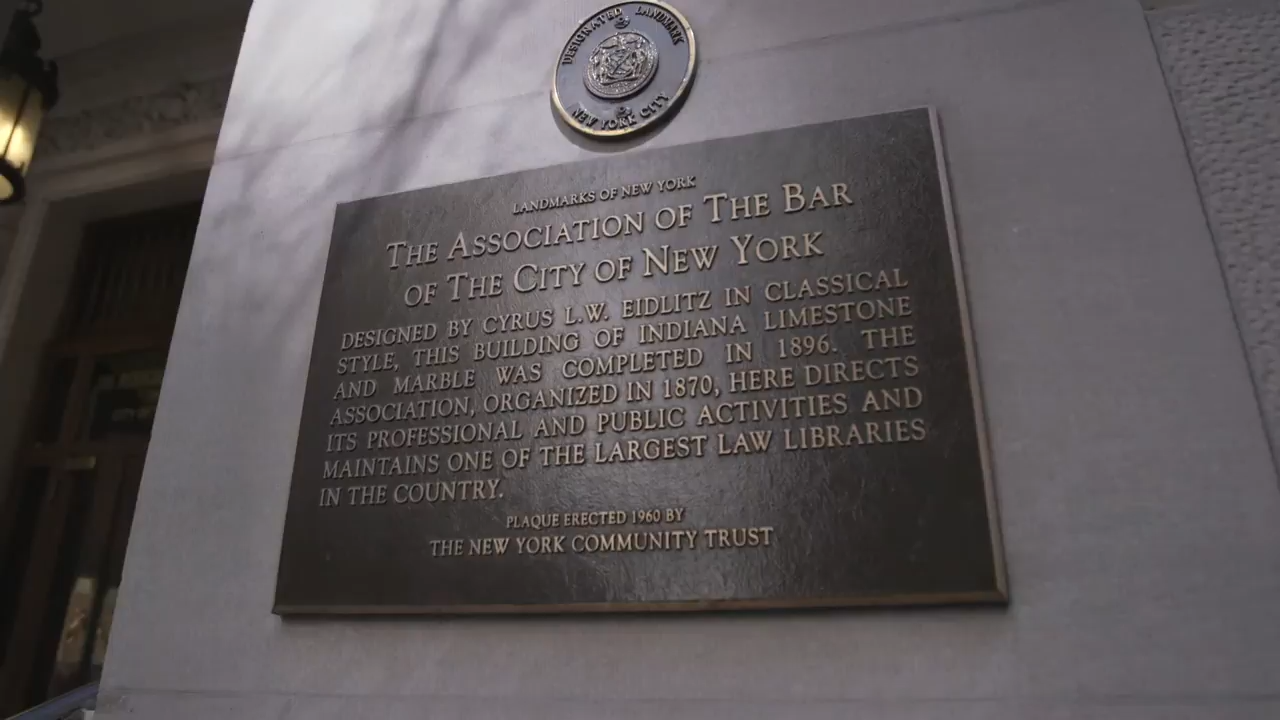 DESIGNATED LANDMARK
NEW YORK CITY
LANDMARKS OF NEW YORK
THE ASSOCIATION OF THE BAR
OF THE CITY OF NEW YORK
DESIGNED BY CYRUS L.W. EIDLITZ IN CLASSICAL
STYLE, THIS BUILDING OF INDIANA LIMESTONE
AND MARBLE WAS COMPLETED IN 1896. THE
ASSOCIATION, ORGANIZED IN 1870, HERE DIRECTS
ITS PROFESSIONAL AND PUBLIC ACTIVITIES AND
MAINTAINS ONE OF THE LARGEST LAW LIBRARIES
IN THE COUNTRY.
PLAQUE ERECTED 1960 BY
THE NEW YORK COMMUNITY TRUST